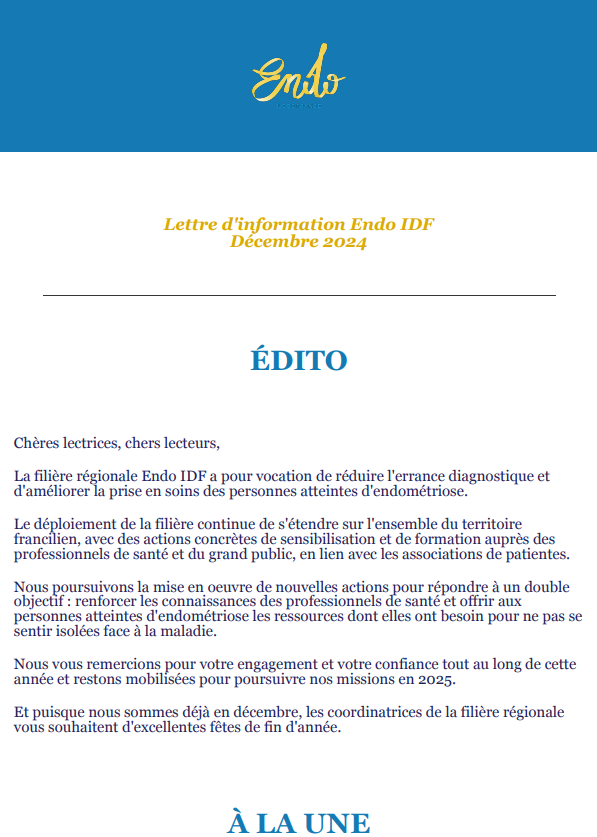 Endo
Lettre d'information Endo IDF
Décembre 2024
ÉDITO
Chères lectrices, chers lecteurs,
La filière régionale Endo IDF a pour vocation de réduire l'errance diagnostique et
d'améliorer la prise en soins des personnes atteintes d'endométriose.
Le déploiement de la filière continue de s'étendre sur l'ensemble du territoire
francilien, avec des actions concrètes de sensibilisation et de formation auprès des
professionnels de santé et du grand public, en lien avec les associations de patientes.
Nous poursuivons la mise en oeuvre de nouvelles actions pour répondre à un double
objectif : renforcer les connaissances des professionnels de santé et offrir aux
personnes atteintes d'endométriose les ressources dont elles ont besoin pour ne pas se
sentir isolées face à la maladie.
Nous vous remercions pour votre engagement et votre confiance tout au long de cette
année et restons mobilisées pour poursuivre nos missions en 2025.
Et puisque nous sommes déjà en décembre, les coordinatrices de la filière régionale
vous souhaitent d'excellentes fêtes de fin d'année.
À LA UNE